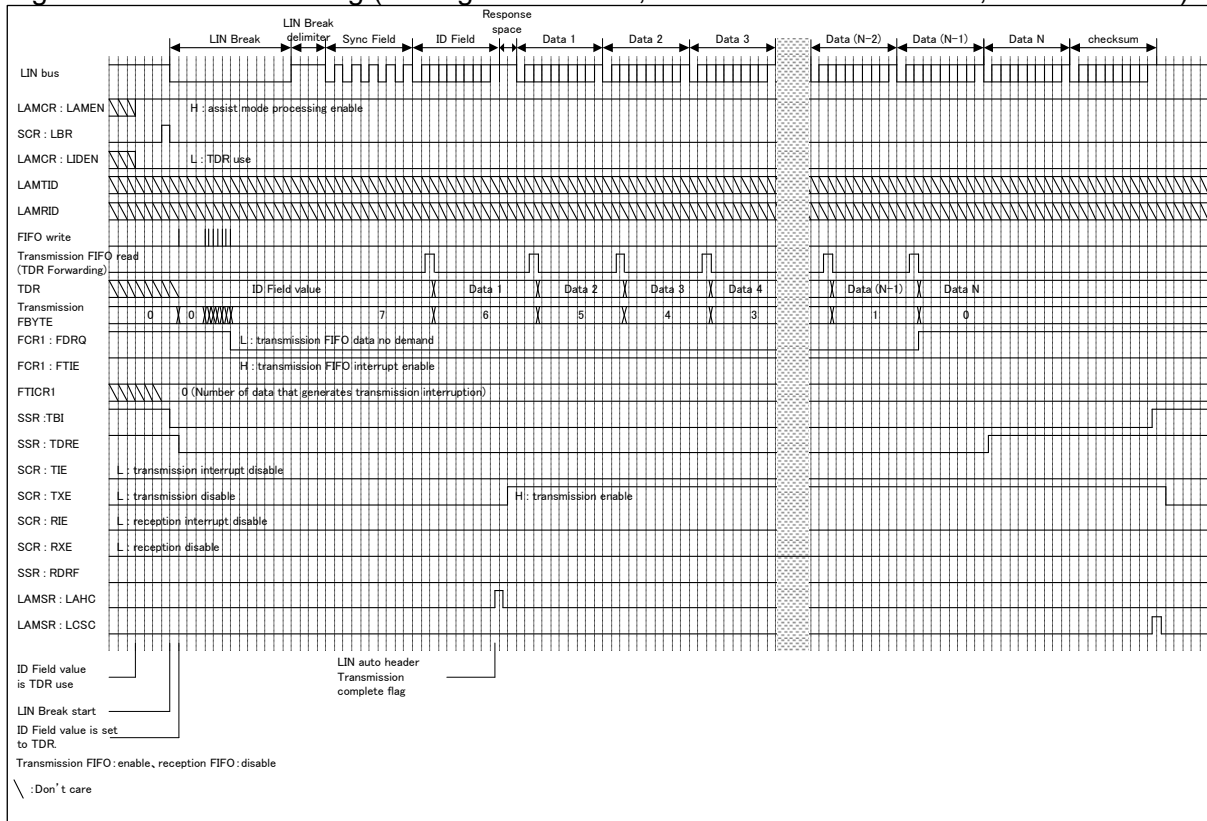 Response
space
LIN Break
delimiter
LIN Break
Sync Field
ID Field
Data 1
Data 2
Data 3
Data (N-2)
Data (N-1)
Data N
checksum
LIN bus
LAMCR : LAMEN
H : assist mode processing enable
SCR : LBR
LAMCR : LIDEN
L : TDR use
LAMTID
LAMRID
FIFO write
Transmission FIFO read
(TDR Forwarding)
TDR
ID Field value
Data 1
Data 2
Data 3
Data 4
Data (N-1)
Data N
Transmission
FBYTE
0
0
7
6
5
4
3
1
0
FCR1 : FDRQ
L : transmission FIFO data no demand
FCR1 : FTIE
H : transmission FIFO interrupt enable
FTICR1
0 (Number of data that generates transmission interruption)
SSR :TBI
SSR : TDRE
SCR : TIE
L : transmission interrupt disable
SCR : TXE
L : transmission disable
H : transmission enable
SCR : RIE
L : reception interrupt disable
SCR : RXE
L : reception disable
SSR : RDRF
LAMSR : LAHC
LAMSR : LCSC
ID Field value
is TDR use
LIN auto header
Transmission
complete flag
LIN Break start
ID Field value is set
to TDR.
Transmission FIFO : enable、reception FIFO : disable
\ :Don't care